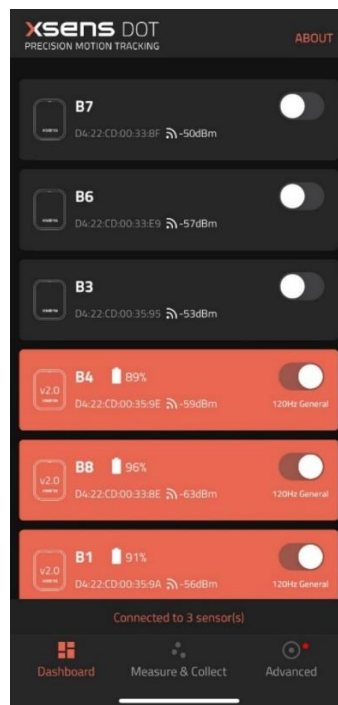 xsens DOT
PRECISION MOTION TRACKING
ABOUT
B7
D4:22:CD:00:33:8F -50dBm
B6
D4:22:CD:00:33:E9 -57dBm
B3
D4:22:CD:00:35:95 -53dBm
v2.0
B4 89%
D4:22:CD:00:35:9E -59dBm
120Hz General
v2.0
B8 96%
D4:22:CD:00:33:8E -63dBm
120Hz General
v2.0
B1 91%
D4:22:CD:00:35:9A -56dBm
120Hz General
Connected to 3 sensor(s)
Dashboard
Measure & Collect
Advanced